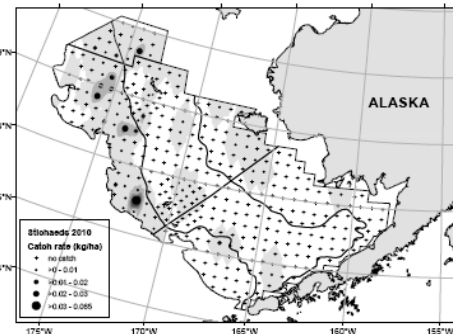 ALASKA
Stichaeids 2010
Catch rate (kg/ha)
no catch
>0 - 0.01
>0.01 - 0.02
>0.02 - 0.03
>0.03 - 0.085
175°W
170°W
165°W
160°W
155°W